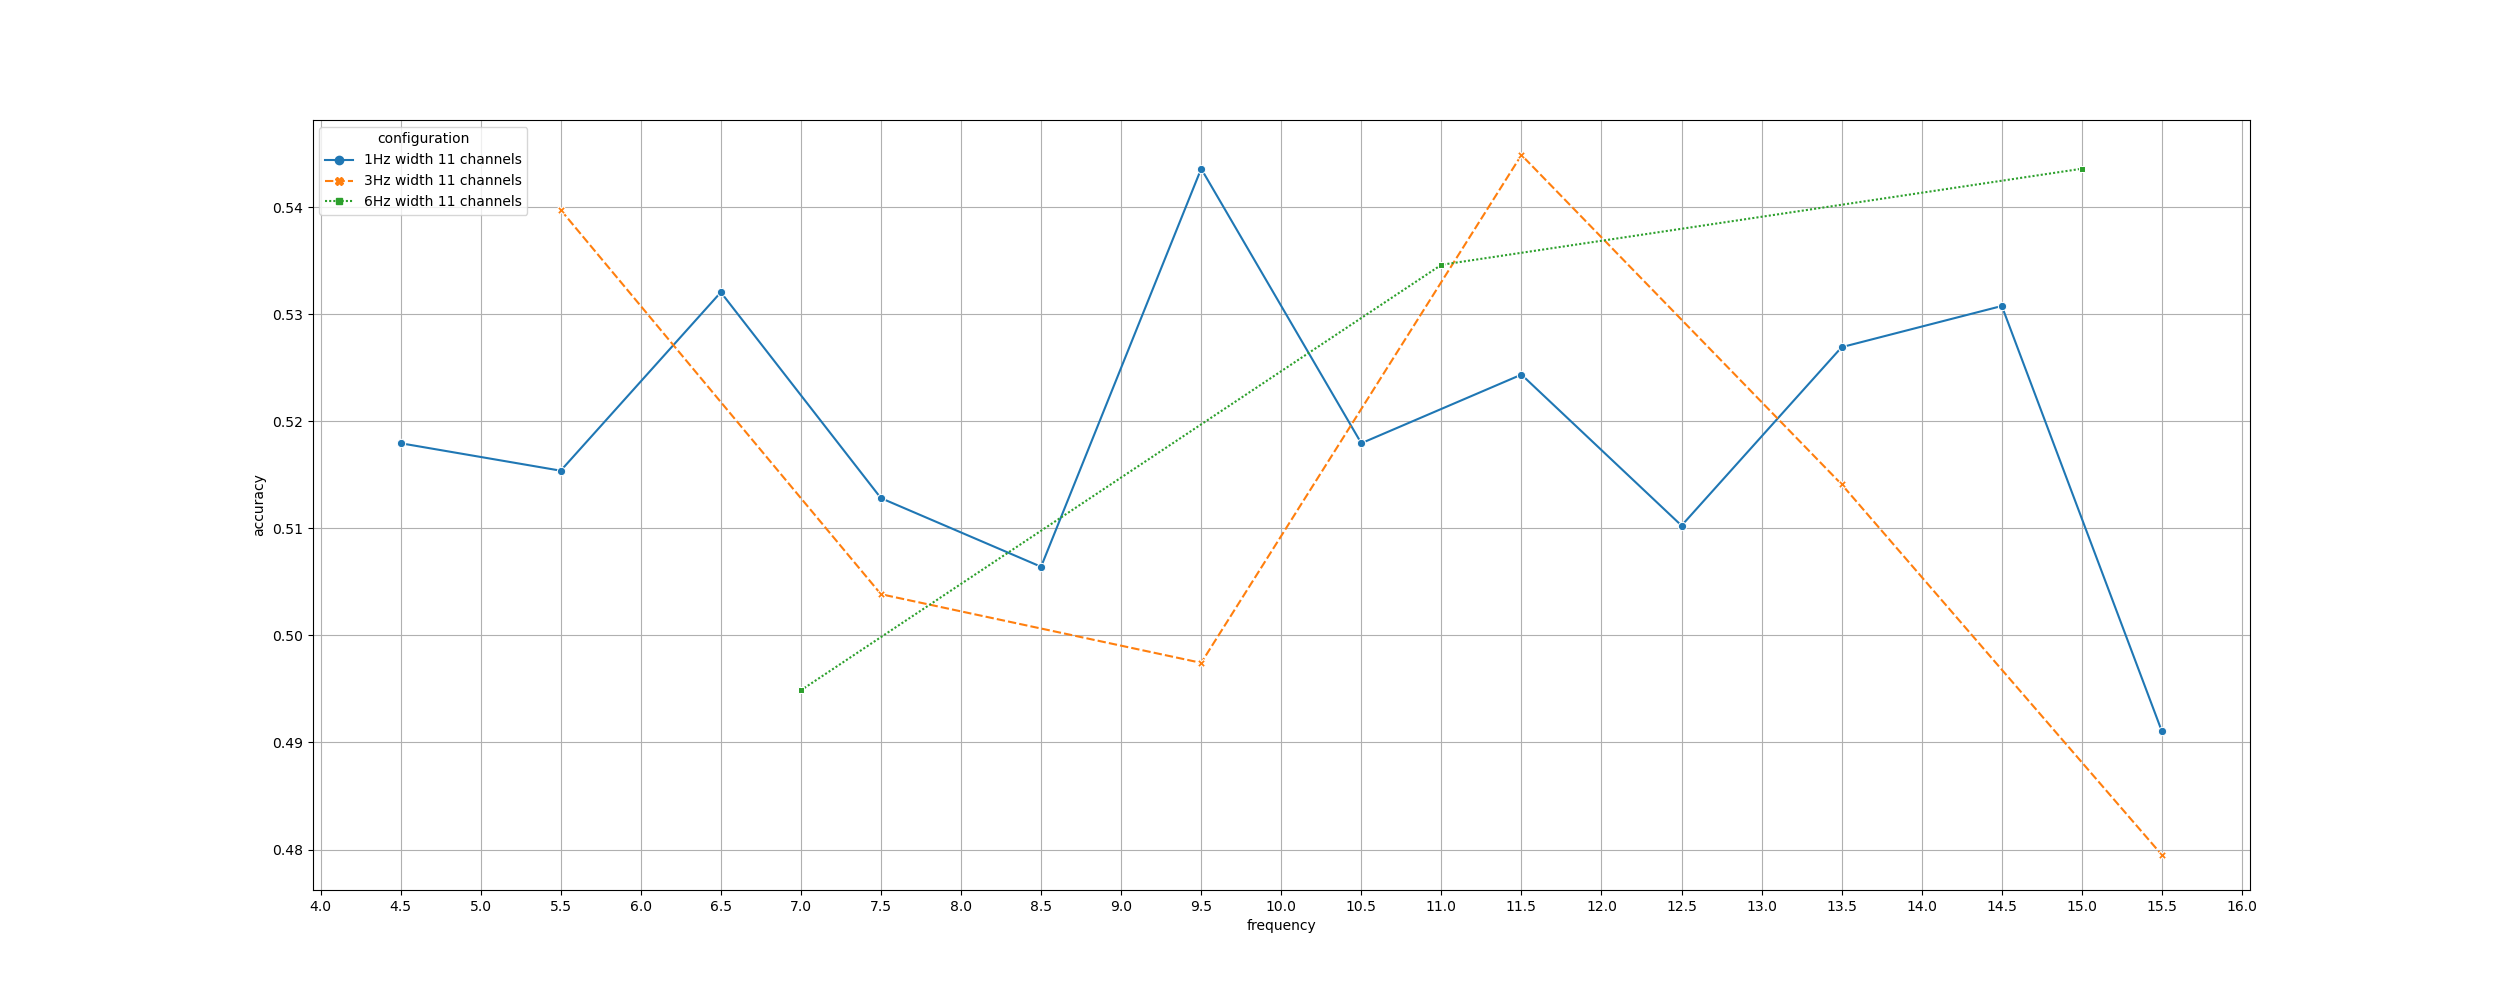 configuration
1Hz width 11 channels
3Hz width 11 channels
6Hz width 11 channels
0.54
0.53
0.52
0.51
0.50
0.49
0.48
accuracy
4.0 4.5 5.0 5.5 6.0 6.5 7.0 7.5 8.0 8.5 9.0 9.5 10.0 10.5 11.0 11.5 12.0 12.5 13.0 13.5 14.0 14.5 15.0 15.5 16.0
frequency